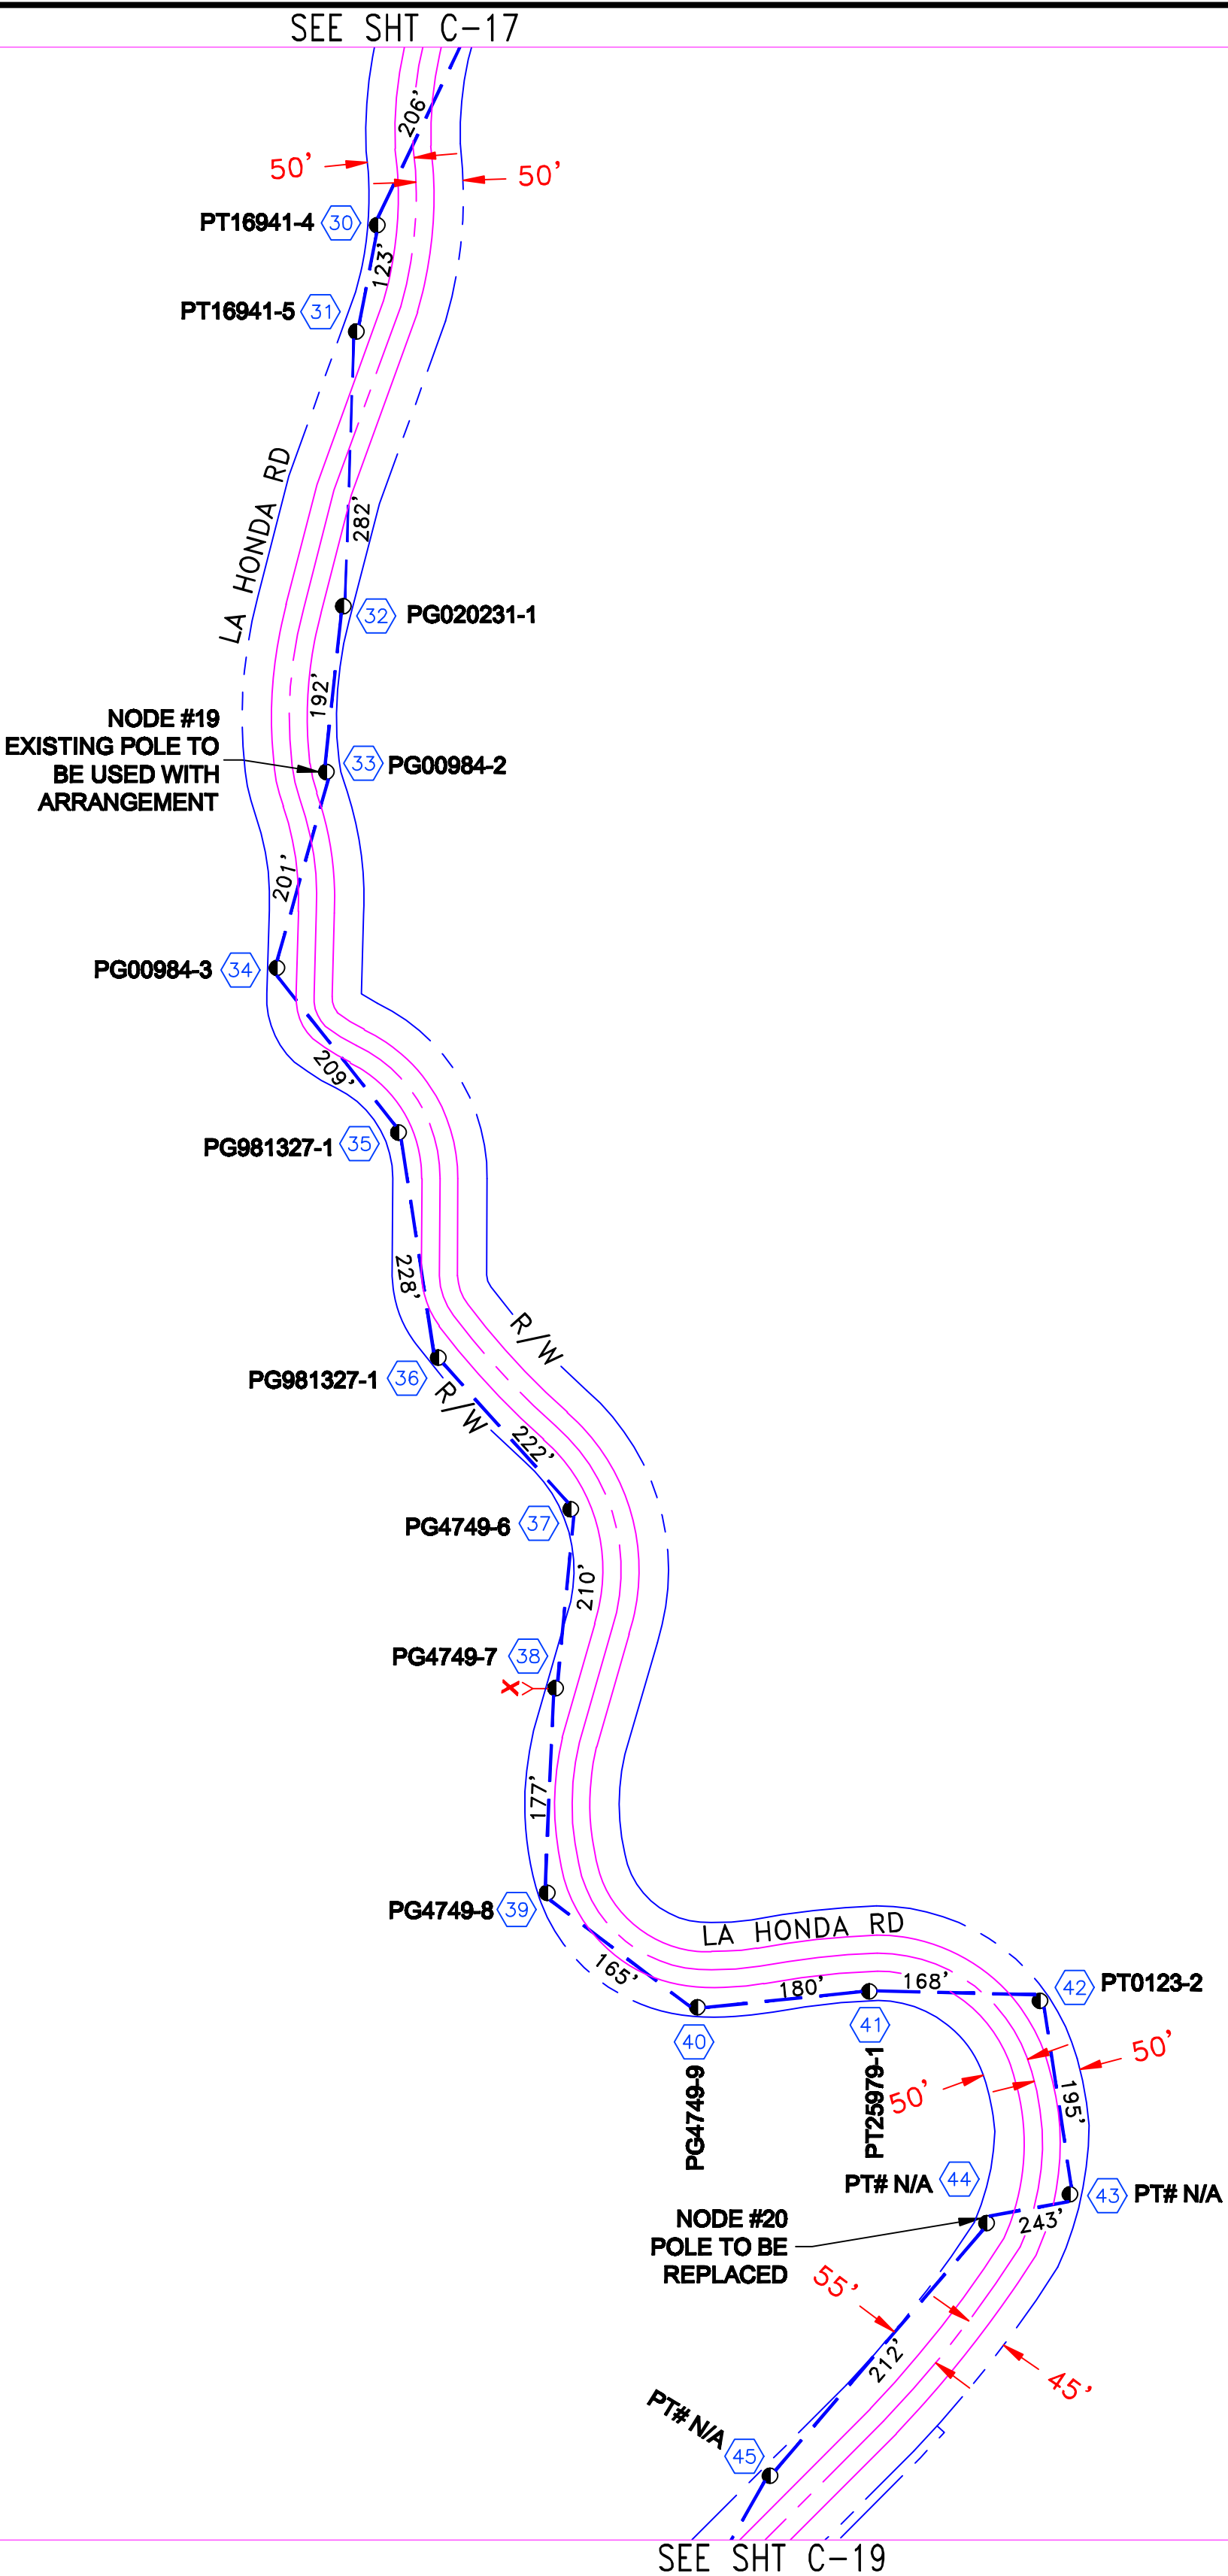 SEE SHT C-17
206'
50'
50'
PT16941-4
30
123'
PT16941-5
31
LA HONDA RD
282'
32
PG020231-1
192'
NODE #19
EXISTING POLE TO
BE USED WITH
ARRANGEMENT
33
PG00984-2
201'
PG00984-3
34
209'
PG981327-1
35
228'
R/W
PG981327-1
36
R/W
222'
PG4749-6
37
210'
PG4749-7
38
X
177'
PG4749-8
39
LA HONDA RD
165'
180'
168'
42
PT0123-2
40
41
PG4749-9
PT25979-1
50'
50'
195'
PT# N/A
44
43
PT# N/A
NODE #20
POLE TO BE
REPLACED
243'
55'
212'
45'
PT# N/A
45
SEE SHT C-19